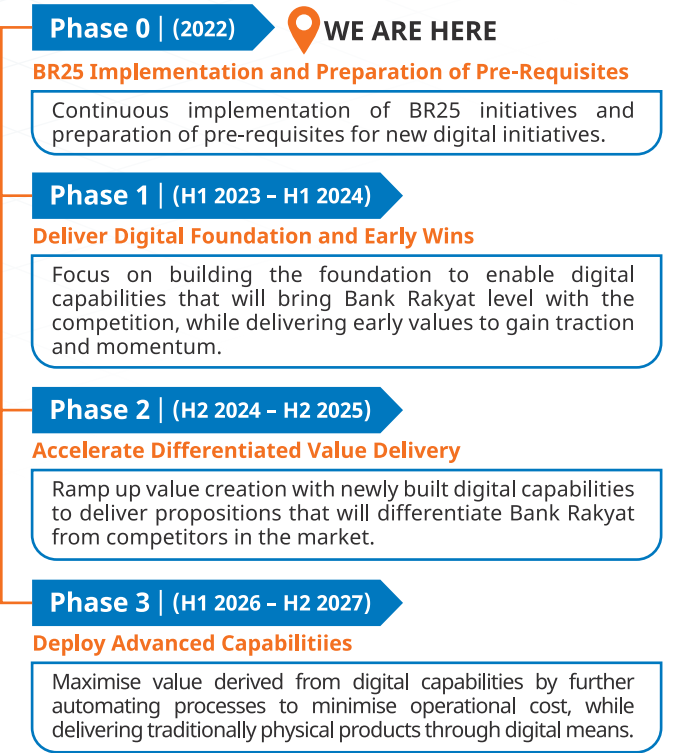 Phase 0 | (2022)
WE ARE HERE
BR25 Implementation and Preparation of Pre-Requisites
Continuous implementation of BR25 initiatives and
preparation of pre-requisites for new digital initiatives.
Phase 1 | (H1 2023 – H1 2024)
Deliver Digital Foundation and Early Wins
Focus on building the foundation to enable digital
capabilities that will bring Bank Rakyat level with the
competition, while delivering early values to gain traction
and momentum.
Phase 2 | (H2 2024 – H2 2025)
Accelerate Differentiated Value Delivery
Ramp up value creation with newly built digital capabilities
to deliver propositions that will differentiate Bank Rakyat
from competitors in the market.
Phase 3 | (H1 2026 – H2 2027)
Deploy Advanced Capabilitiies
Maximise value derived from digital capabilities by further
automating processes to minimise operational cost, while
delivering traditionally physical products through digital means.